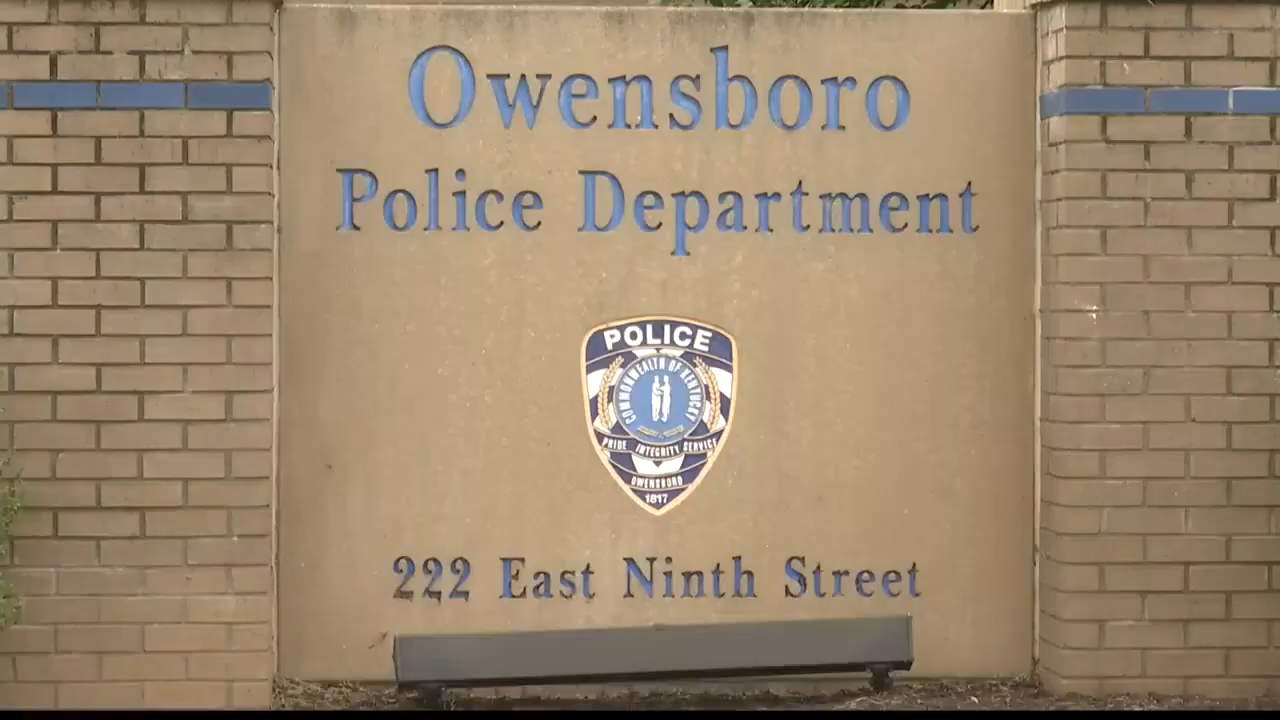 Owensboro
Police Department
POLICE
COMMONWEALTH OF KENTUCKY
PRIDE INTEGRITY SERVICE
OWENSBORO
1817
222 East Ninth Street